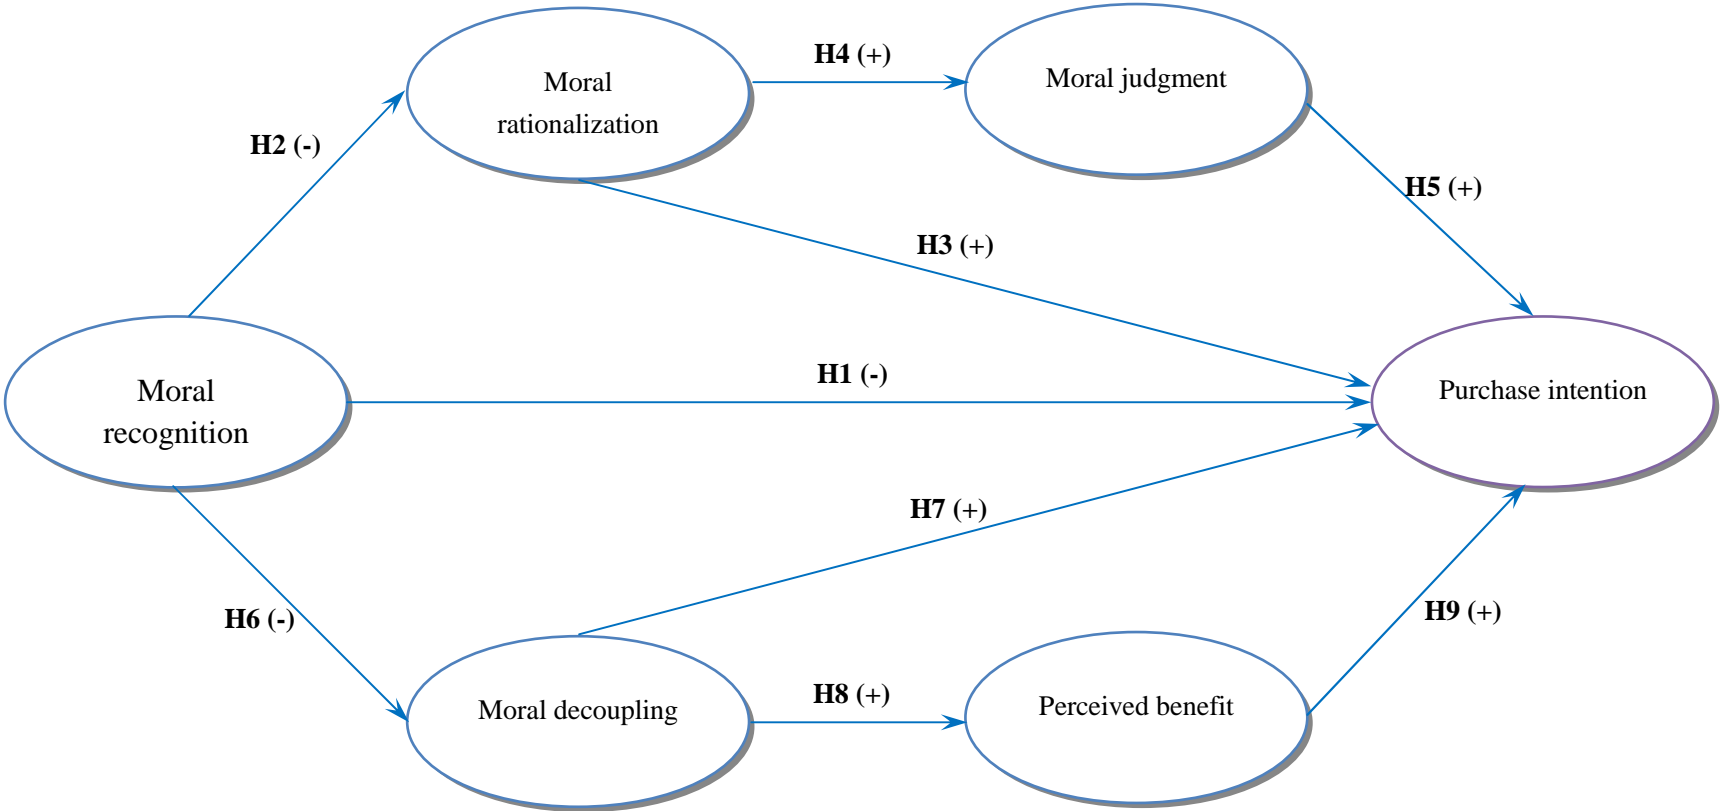 Moral
rationalization
H4 (+)
Moral judgment
H2 (-)
H5 (+)
H3 (+)
Moral
recognition
H1 (-)
Purchase intention
H7 (+)
H6 (-)
H9 (+)
Moral decoupling
H8 (+)
Perceived benefit